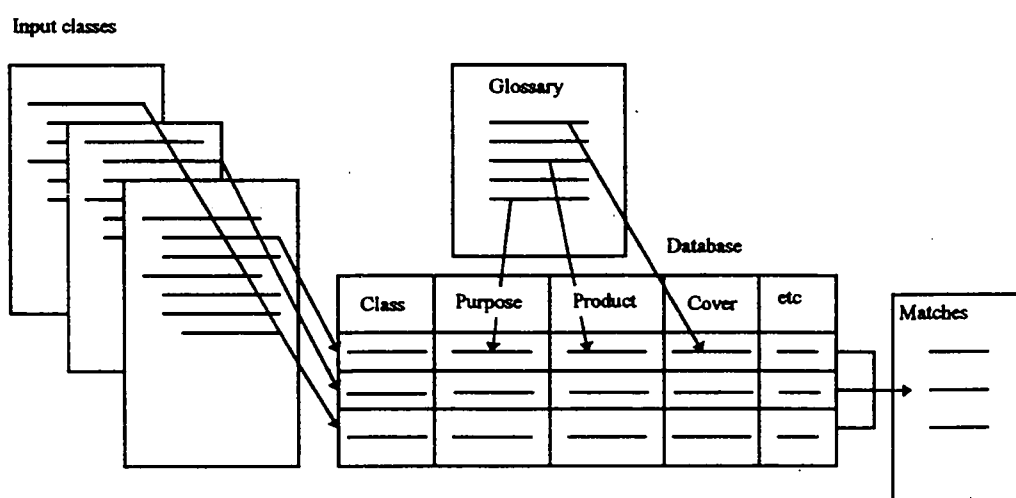 Input classes
Glossary
Database
Class Purpose Product Cover etc
Matches